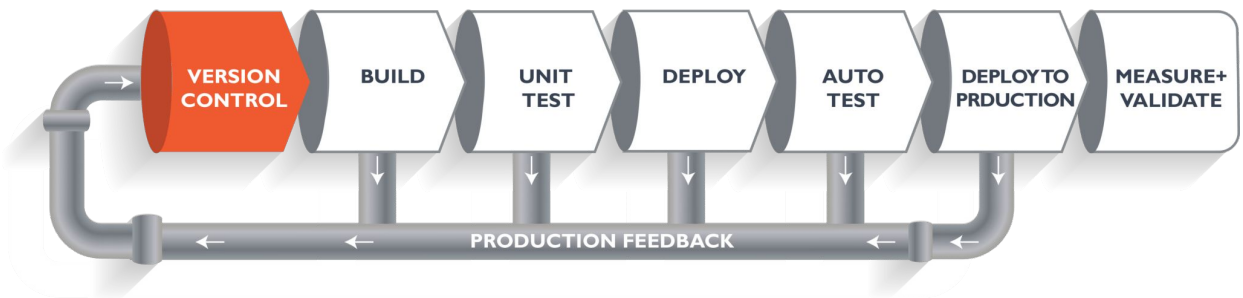 VERSION
CONTROL
BUILD
UNIT
TEST
DEPLOY
AUTO
TEST
DEPLOY TO
PRDUCTION
MEASURE+
VALIDATE
PRODUCTION FEEDBACK